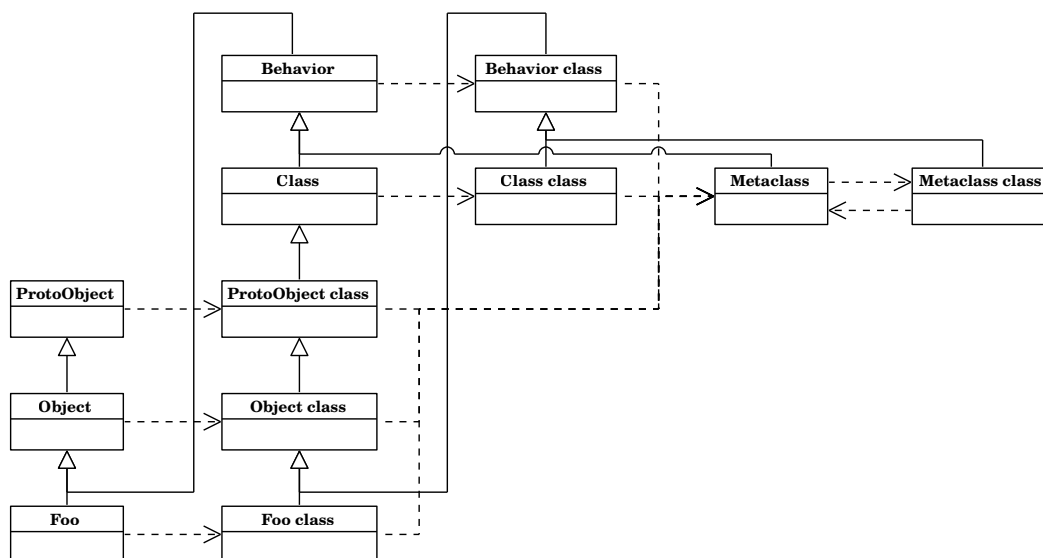 Behavior
Behavior class
Class
Class class
Metaclass
Metaclass class
ProtoObject
ProtoObject class
Object
Object class
Foo
Foo class